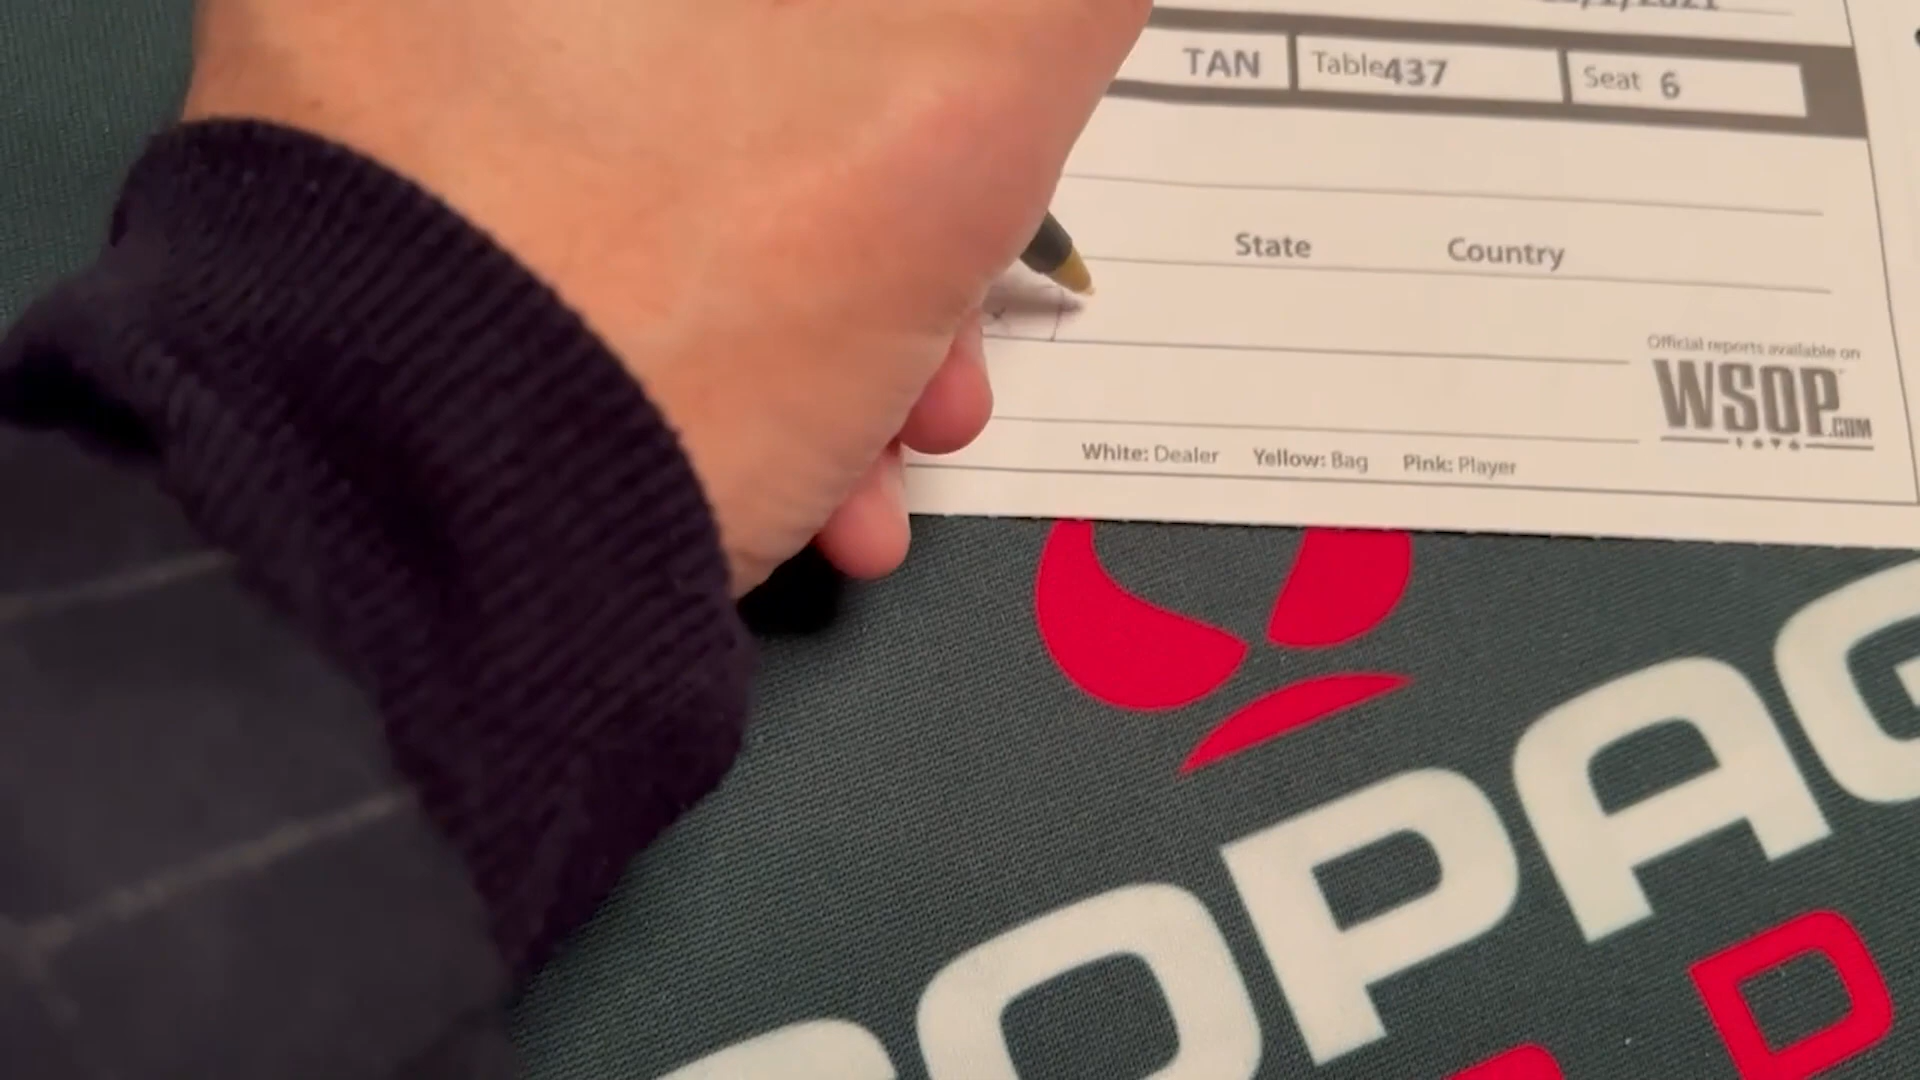 TAN Table 437 Seat 6
State Country
Official reports available on
WSOP.COM
White: Dealer Yellow: Bag Pink: Player
COPAG
D